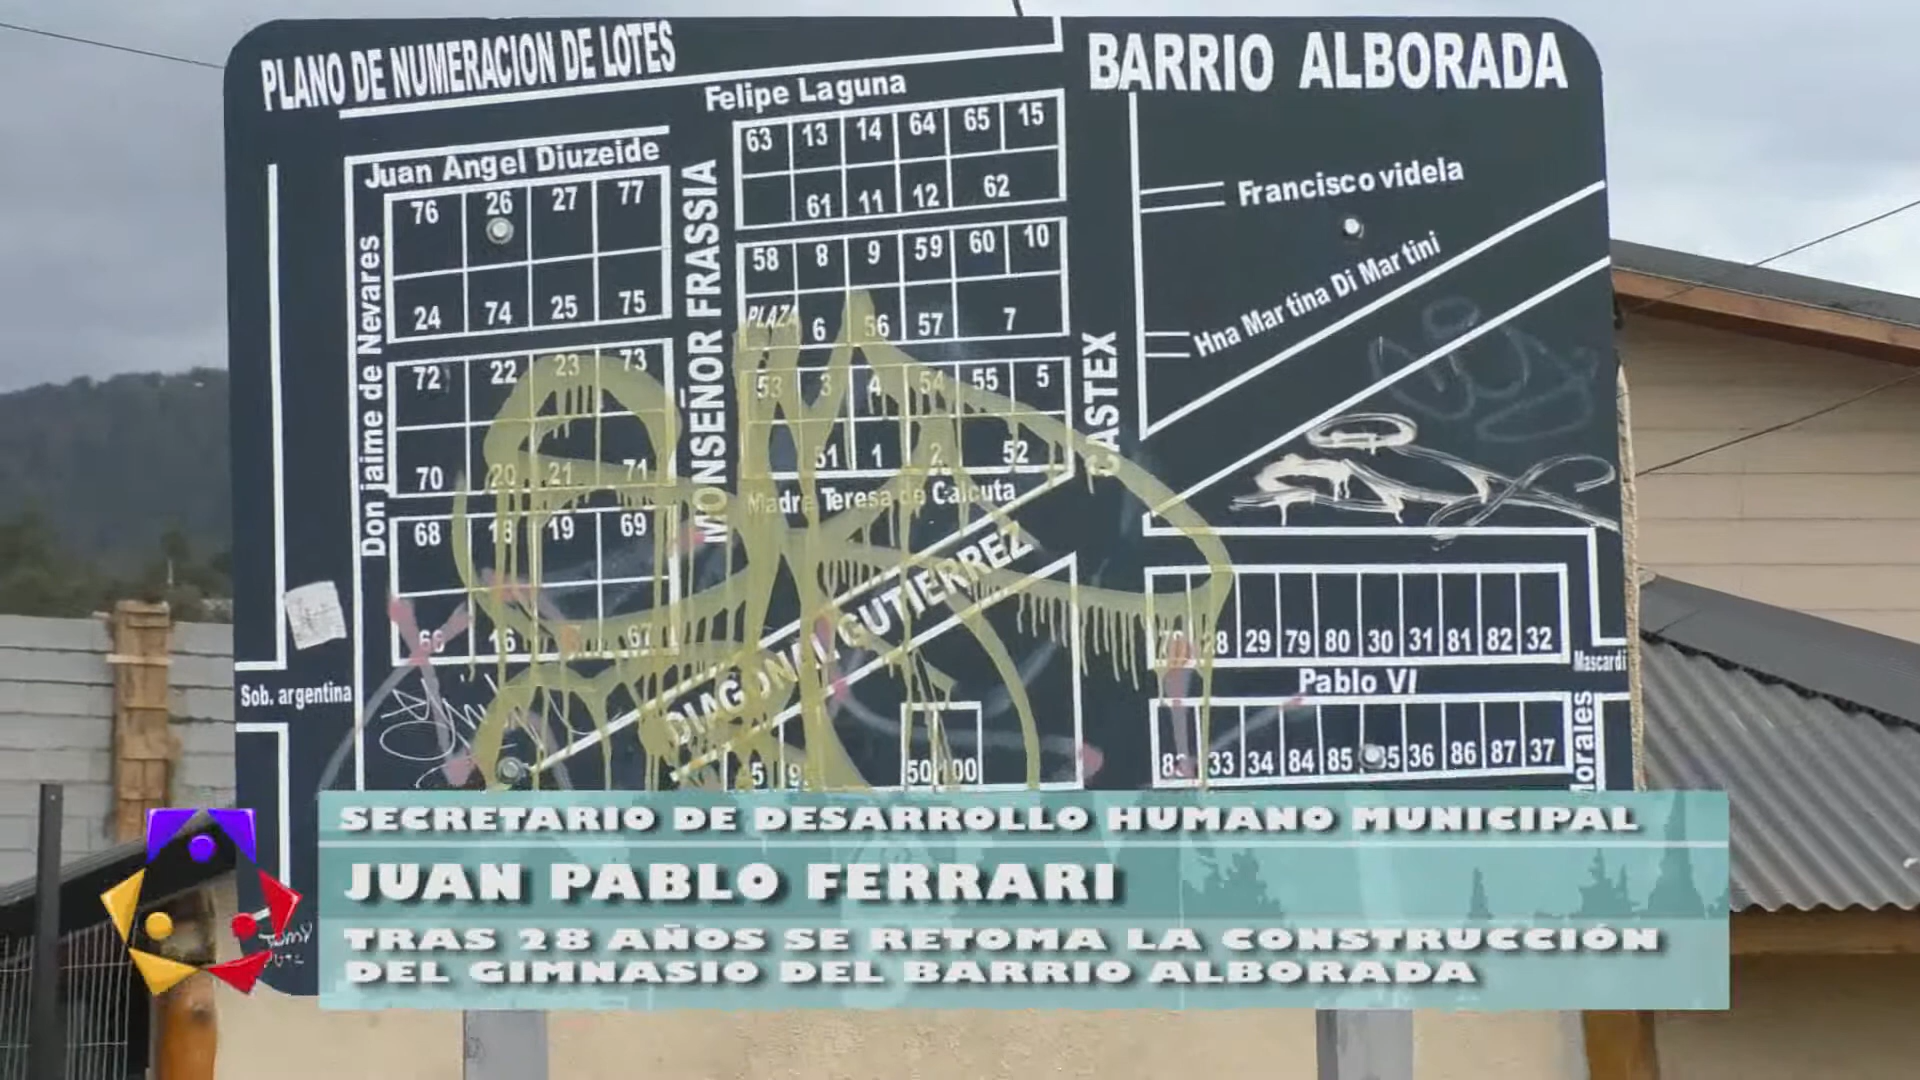 PLANO DE NUMERACION DE LOTES
BARRIO ALBORADA
Felipe Laguna
63 13 14 64 65 15
61 11 12 62
Juan Angel Diuzeide
76 26 27 77
24 74 25 75
Don jaime de Nevares
MONSEÑOR FRASSIA
58 8 9 59 60 10
PLAZA 6 56 57 7
Francisco videla
Hna Martina Di Martini
72 22 23 73
70 20 21 71
53 3 4 54 55 5
51 1 2 52
CASTEX
Madre Teresa de Calcuta
68 18 19 69
66 16 67
DIAGONAL GUTIERREZ
28 29 79 80 30 31 81 82 32
Mascardi
Pablo VI
Sob. argentina
33 34 84 85 35 36 86 87 37
Morales
50 100
SECRETARIO DE DESARROLLO HUMANO MUNICIPAL
JUAN PABLO FERRARI
TRAS 28 AÑOS SE RETOMA LA CONSTRUCCIÓN
DEL GIMNASIO DEL BARRIO ALBORADA